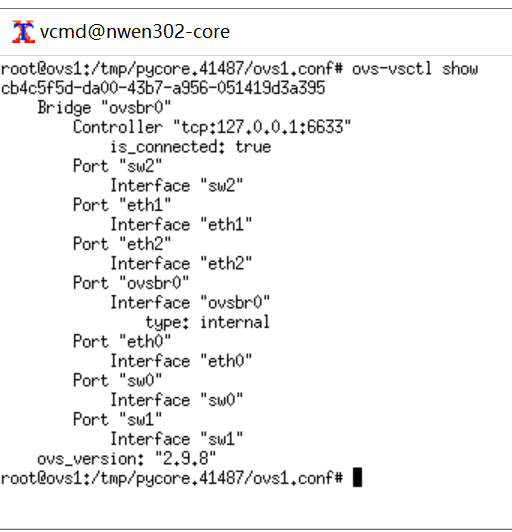 vcmd@nwen302-core
root@ovs1:/tmp/pycore.41487/ovs1.conf# ovs-vsctl show
cb4c5f5d-da00-43b7-a956-051419d3a395
    Bridge "ovsbr0"
        Controller "tcp:127.0.0.1:6633"
            is_connected: true
        Port "sw2"
            Interface "sw2"
        Port "eth1"
            Interface "eth1"
        Port "eth2"
            Interface "eth2"
        Port "ovsbr0"
            Interface "ovsbr0"
                type: internal
        Port "eth0"
            Interface "eth0"
        Port "sw0"
            Interface "sw0"
        Port "sw1"
            Interface "sw1"
    ovs_version: "2.9.8"
root@ovs1:/tmp/pycore.41487/ovs1.conf#